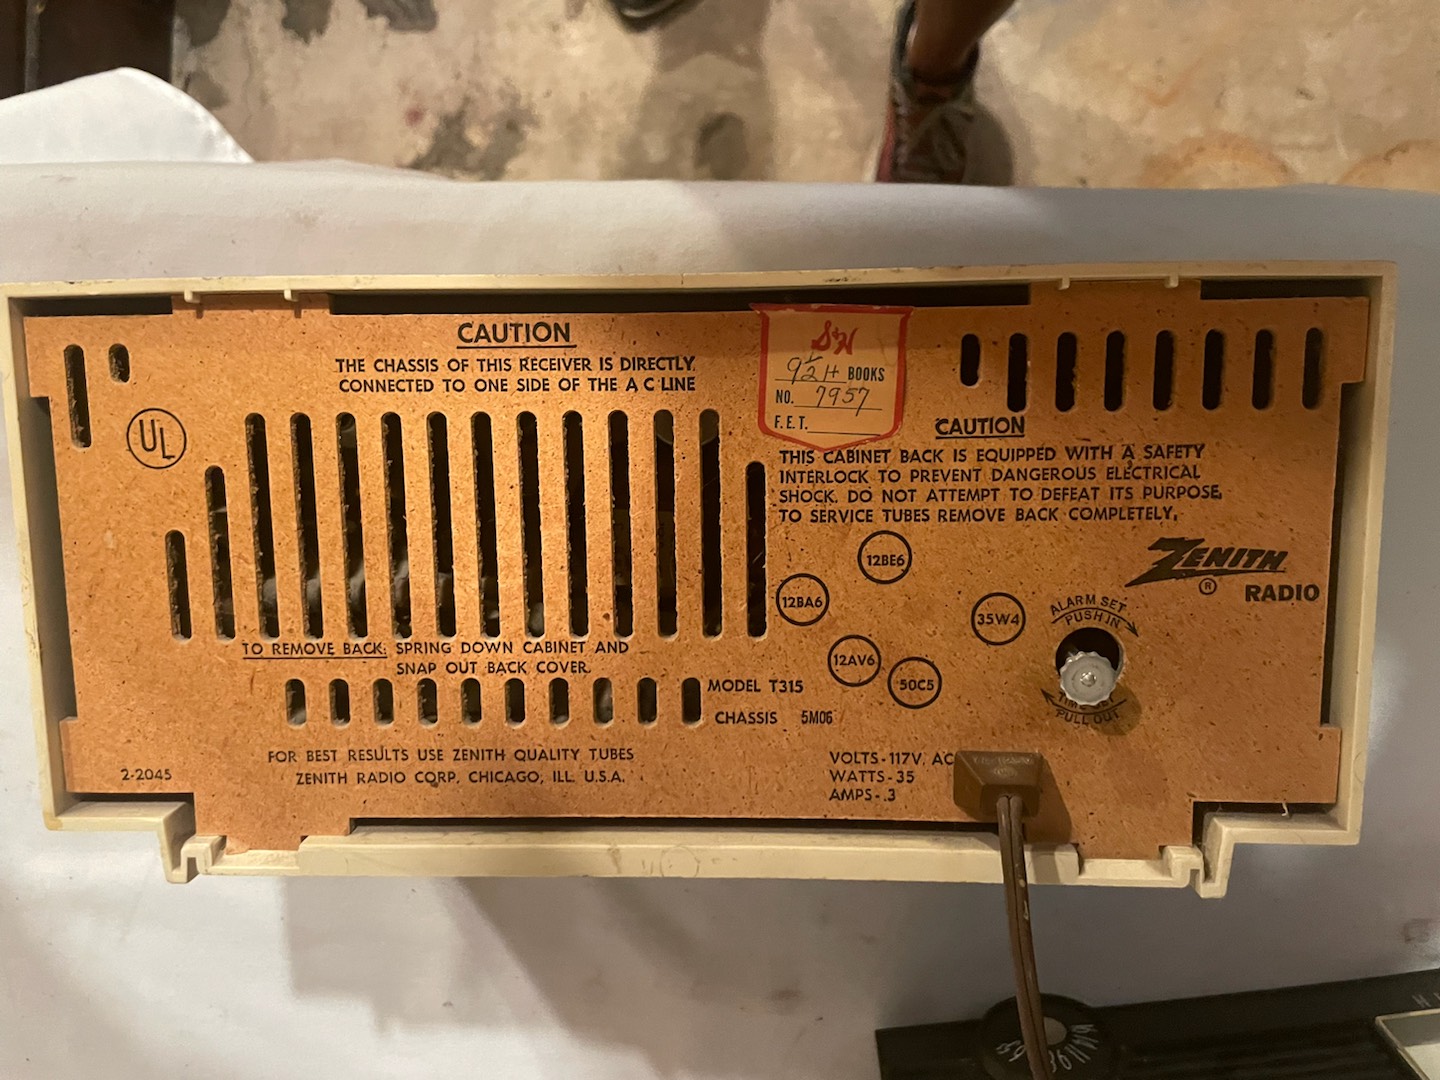 CAUTION
THE CHASSIS OF THIS RECEIVER IS DIRECTLY
CONNECTED TO ONE SIDE OF THE A C LINE
UL
S&H
9 1/2 H BOOKS
NO. 7957
F.E.T.
CAUTION
THIS CABINET BACK IS EQUIPPED WITH A SAFETY
INTERLOCK TO PREVENT DANGEROUS ELECTRICAL
SHOCK. DO NOT ATTEMPT TO DEFEAT ITS PURPOSE.
TO SERVICE TUBES REMOVE BACK COMPLETELY.
12BE6
12BA6
35W4
12AV6
50C5
ZENITH
®
RADIO
ALARM SET
PUSH IN
TIME SET
PULL OUT
TO REMOVE BACK: SPRING DOWN CABINET AND
SNAP OUT BACK COVER.
MODEL T315
CHASSIS 5M06
FOR BEST RESULTS USE ZENITH QUALITY TUBES
ZENITH RADIO CORP., CHICAGO, ILL. U.S.A.
2-2045
VOLTS-117V. AC
WATTS-35
AMPS-.3